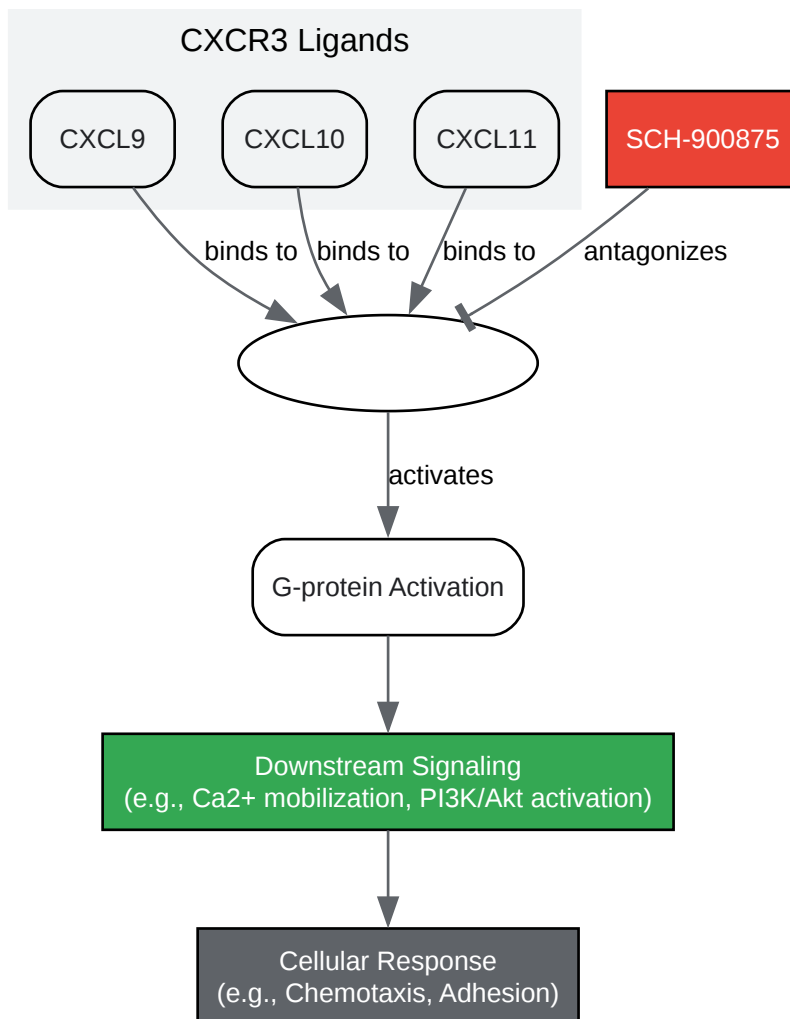 CXCR3 Ligands
CXCL9
CXCL10
CXCL11
SCH-900875
binds to
binds to
binds to
antagonizes
activates
G-protein Activation
Downstream Signaling
(e.g., Ca2+ mobilization, PI3K/Akt activation)
Cellular Response
(e.g., Chemotaxis, Adhesion)